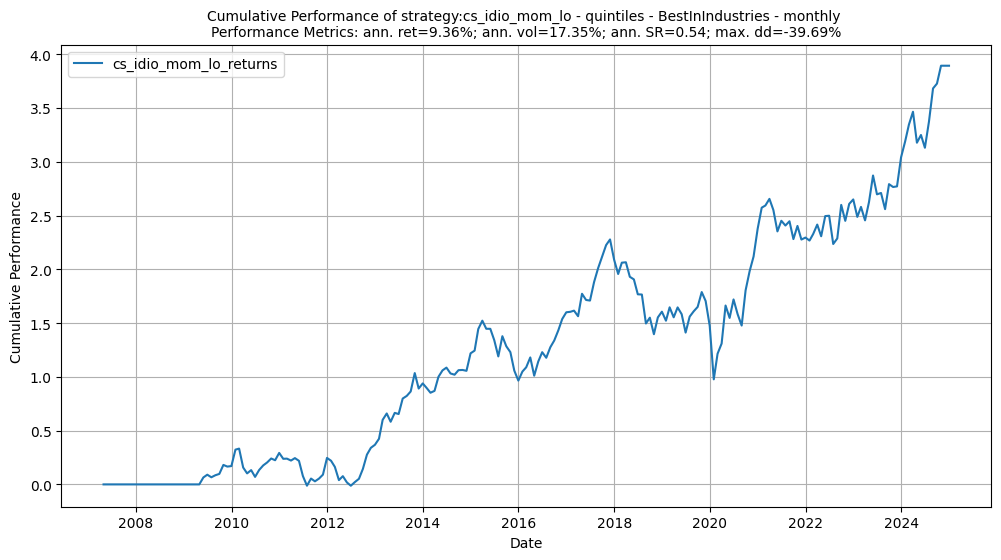 Cumulative Performance of strategy:cs_idio_mom_lo - quintiles - BestInIndustries - monthly
Performance Metrics: ann. ret=9.36%; ann. vol=17.35%; ann. SR=0.54; max. dd=-39.69%
cs_idio_mom_lo_returns
Cumulative Performance
4.0
3.5
3.0
2.5
2.0
1.5
1.0
0.5
0.0
2008 2010 2012 2014 2016 2018 2020 2022 2024
Date